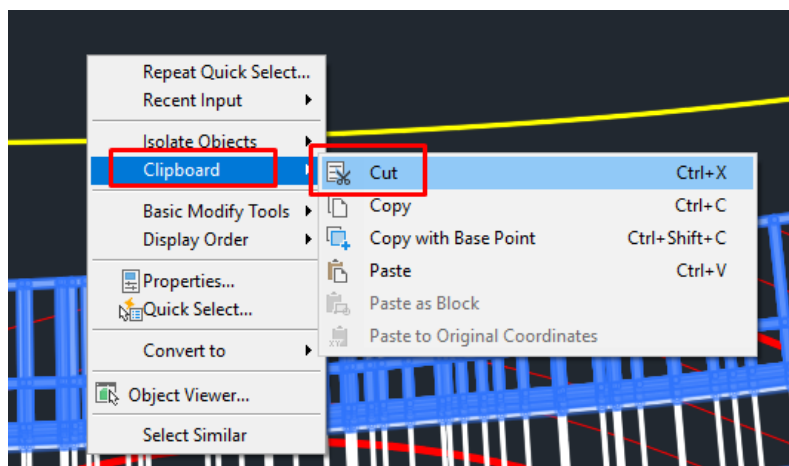 Repeat Quick Select...
Recent Input
Isolate Objects
Clipboard
Basic Modify Tools
Display Order
Properties...
Quick Select...
Convert to
Object Viewer...
Select Similar
Cut Ctrl+X
Copy Ctrl+C
Copy with Base Point Ctrl+Shift+C
Paste Ctrl+V
Paste as Block
Paste to Original Coordinates